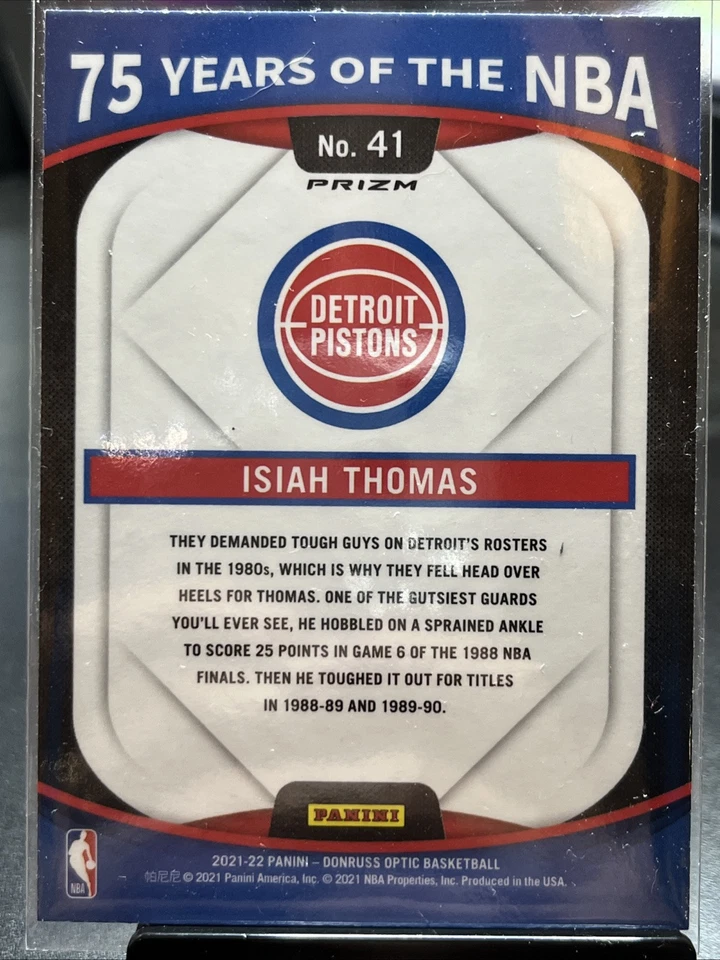 75 YEARS OF THE NBA
No. 41
PRIZM
DETROIT
PISTONS
ISIAH THOMAS
THEY DEMANDED TOUGH GUYS ON DETROIT'S ROSTERS
IN THE 1980s, WHICH IS WHY THEY FELL HEAD OVER
HEELS FOR THOMAS. ONE OF THE GUTSIEST GUARDS
YOU'LL EVER SEE, HE HOBBLED ON A SPRAINED ANKLE
TO SCORE 25 POINTS IN GAME 6 OF THE 1988 NBA
FINALS. THEN HE TOUGHED IT OUT FOR TITLES
IN 1988-89 AND 1989-90.
PANINI
2021-22 PANINI – DONRUSS OPTIC BASKETBALL
帕尼尼 © 2021 Panini America, Inc. © 2021 NBA Properties, Inc. Produced in the USA.
NBA